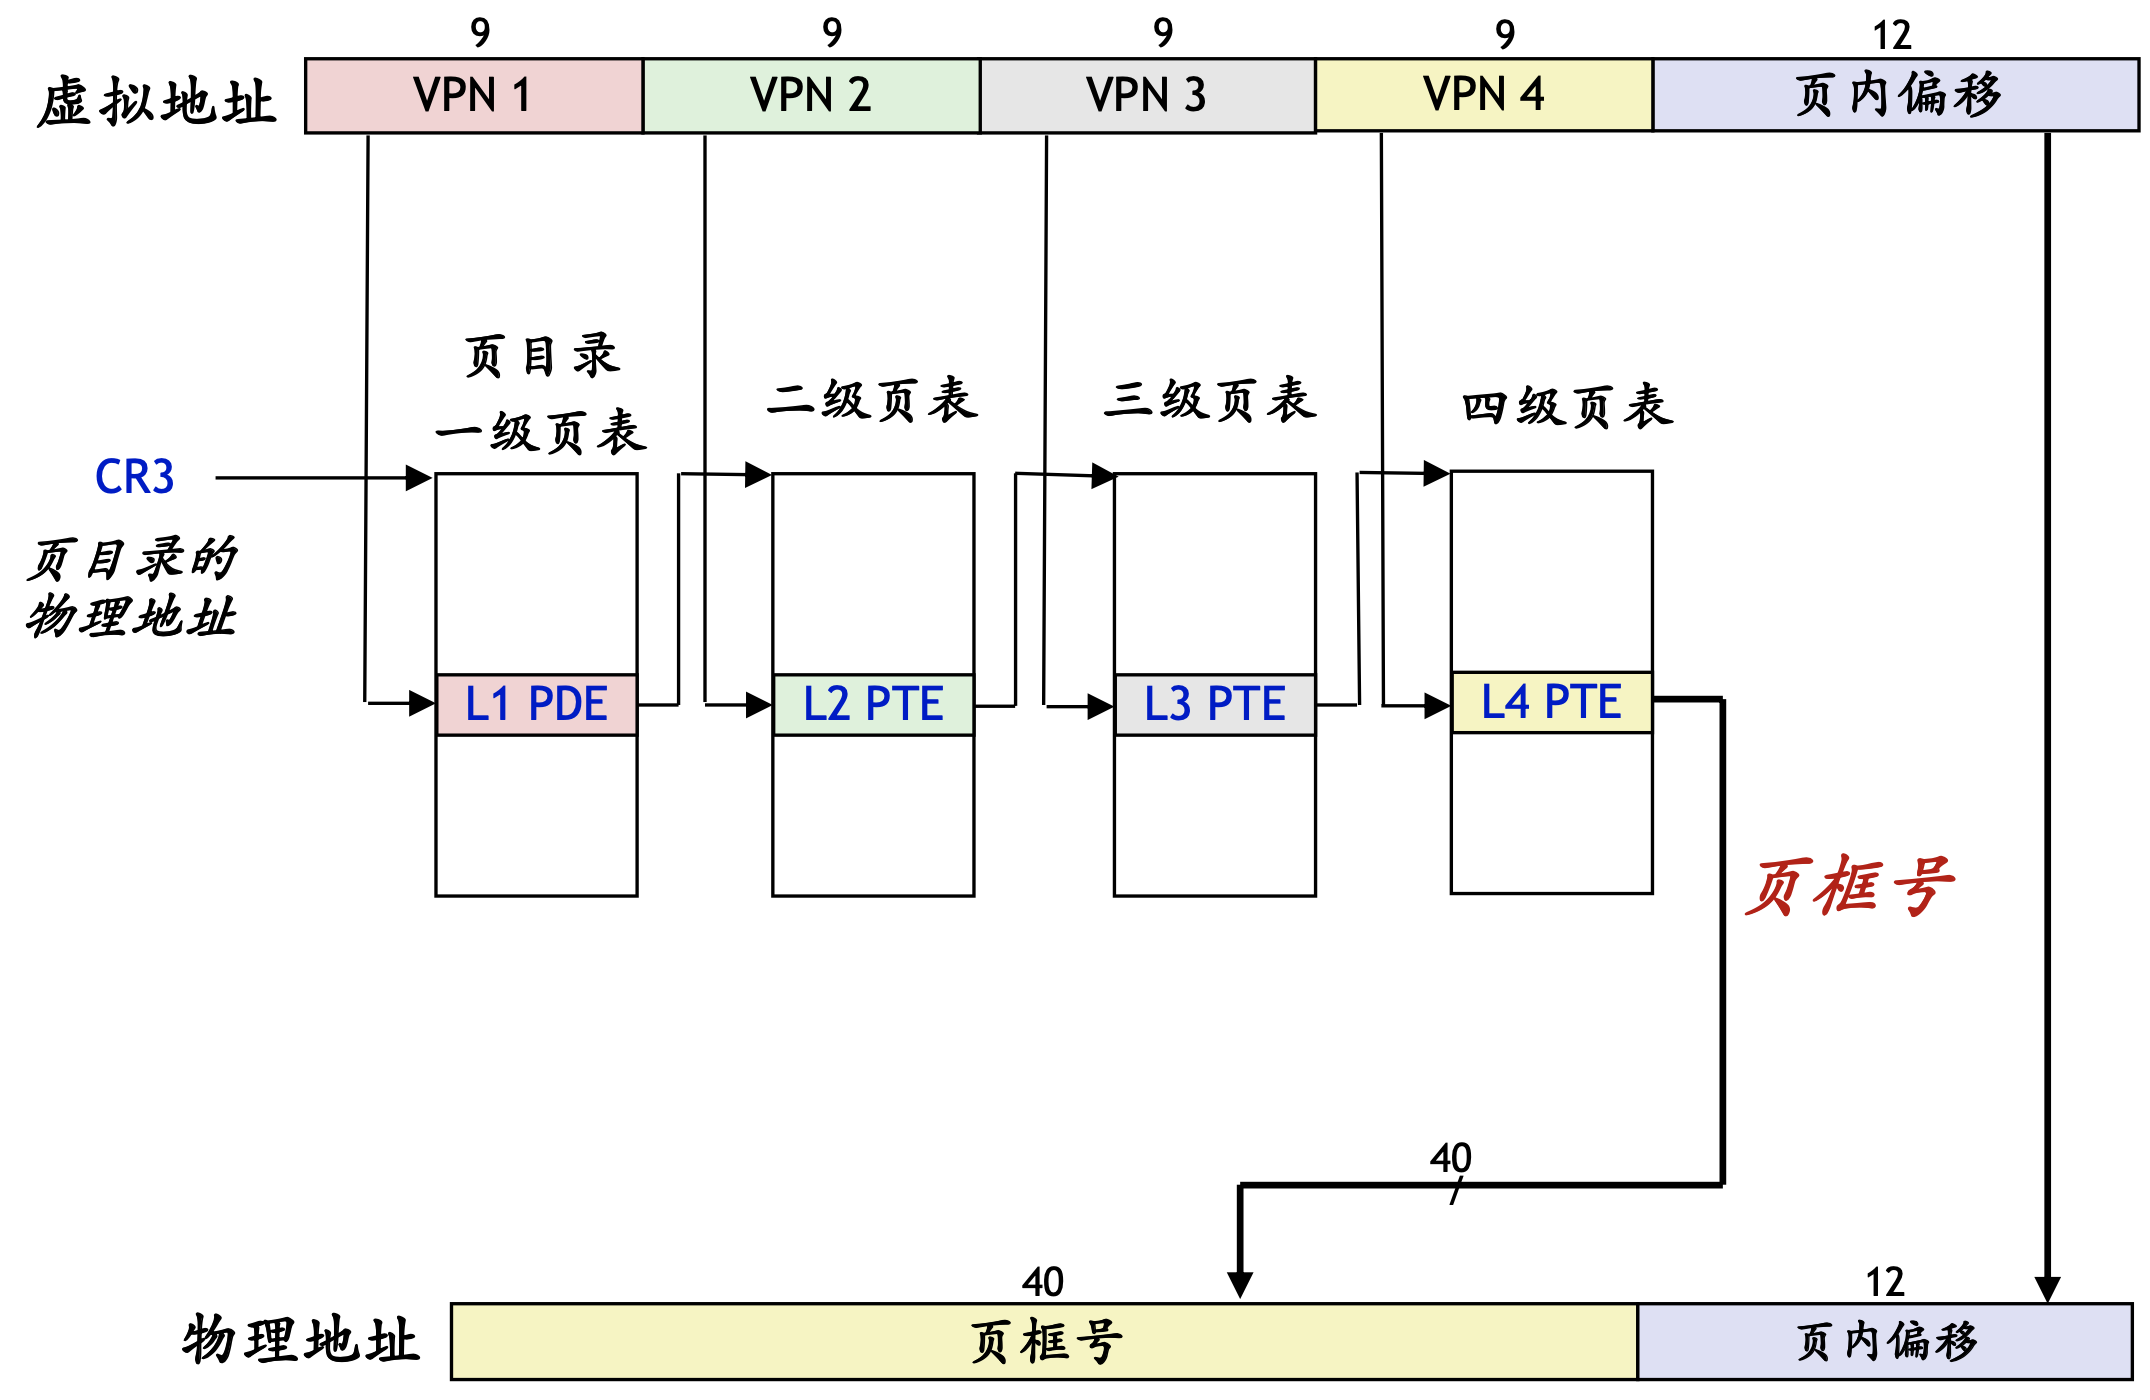 9 9 9 9 12
虚拟地址 VPN 1 VPN 2 VPN 3 VPN 4 页内偏移
页目录
一级页表
二级页表
三级页表
四级页表
CR3
页目录的
物理地址
L1 PDE L2 PTE L3 PTE L4 PTE
页框号
40
40 12
物理地址 页框号 页内偏移